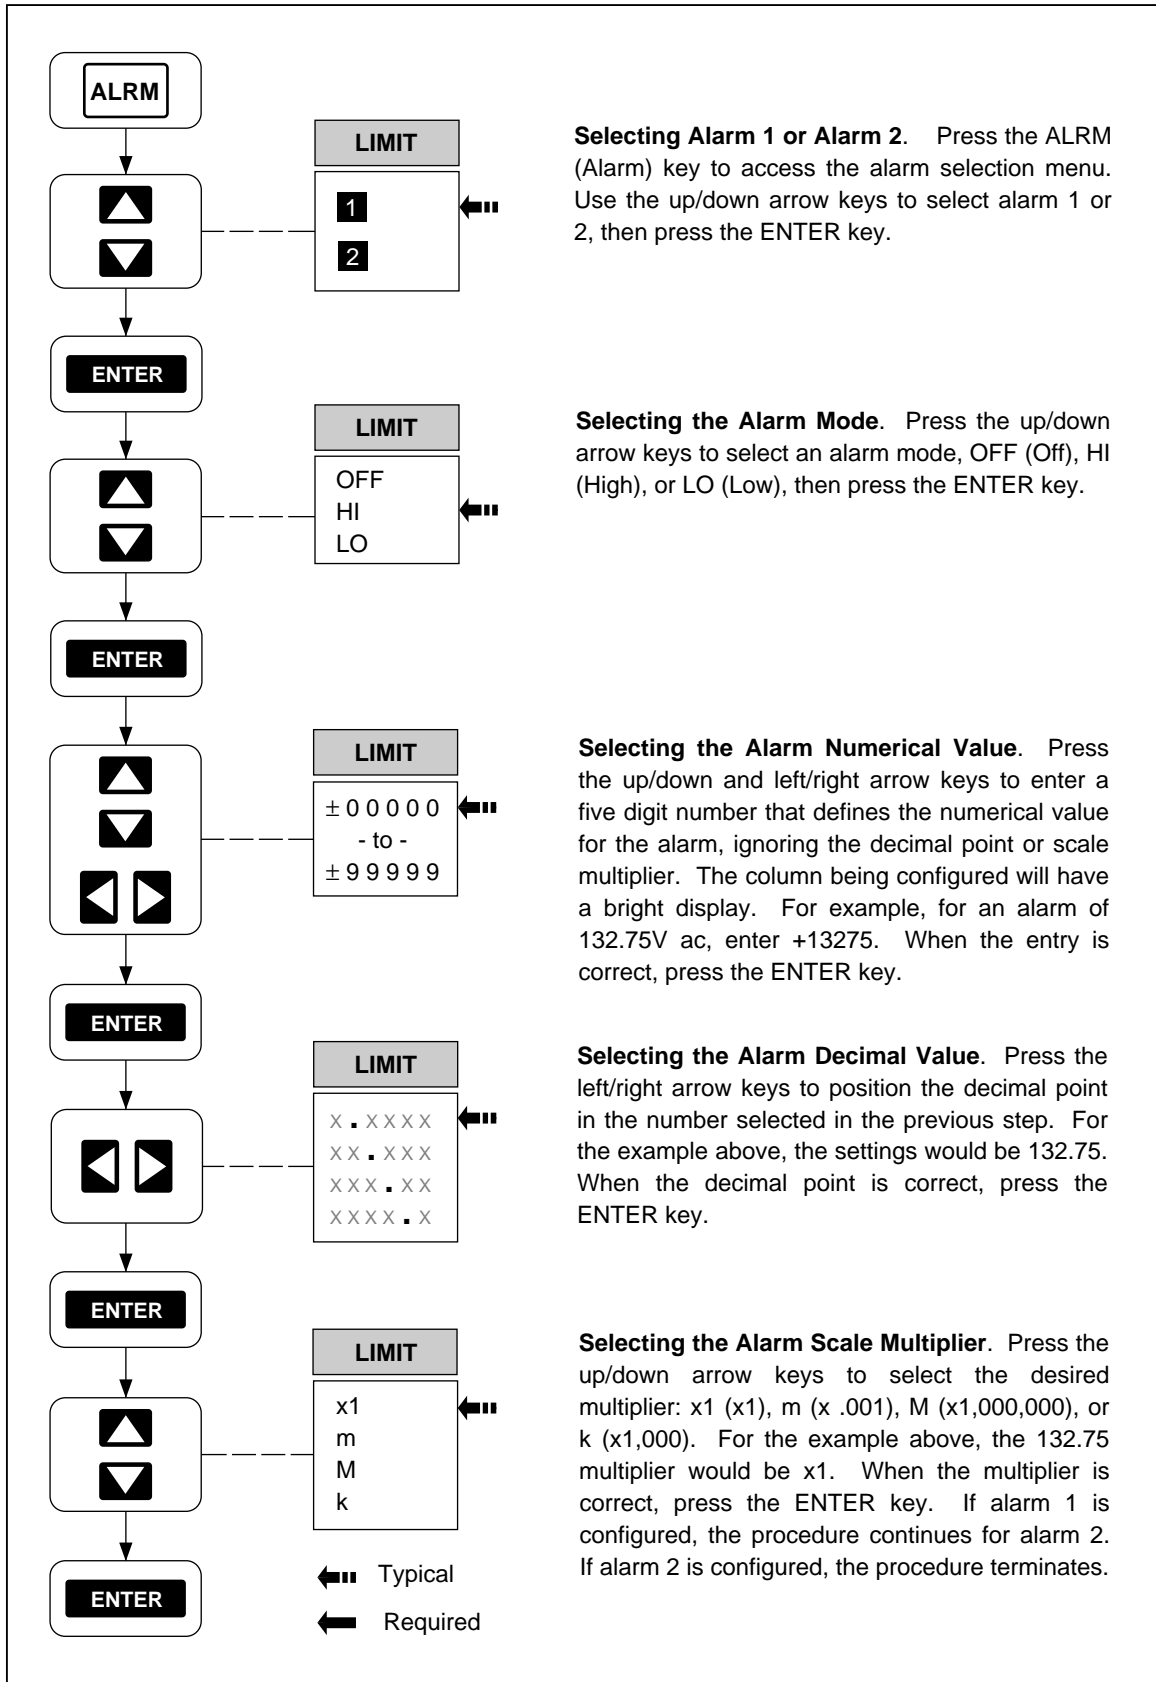 ALRM
LIMIT
1
2
Selecting Alarm 1 or Alarm 2. Press the ALRM
(Alarm) key to access the alarm selection menu.
Use the up/down arrow keys to select alarm 1 or
2, then press the ENTER key.
ENTER
LIMIT
OFF
HI
LO
Selecting the Alarm Mode. Press the up/down
arrow keys to select an alarm mode, OFF (Off), HI
(High), or LO (Low), then press the ENTER key.
ENTER
LIMIT
±00000
- to -
±99999
Selecting the Alarm Numerical Value. Press
the up/down and left/right arrow keys to enter a
five digit number that defines the numerical value
for the alarm, ignoring the decimal point or scale
multiplier. The column being configured will have
a bright display. For example, for an alarm of
132.75V ac, enter +13275. When the entry is
correct, press the ENTER key.
ENTER
LIMIT
X.XXXX
XX.XXX
XXX.XX
XXXX.X
Selecting the Alarm Decimal Value. Press the
left/right arrow keys to position the decimal point
in the number selected in the previous step. For
the example above, the settings would be 132.75.
When the decimal point is correct, press the
ENTER key.
ENTER
LIMIT
x1
m
M
k
Selecting the Alarm Scale Multiplier. Press the
up/down arrow keys to select the desired
multiplier: x1 (x1), m (x .001), M (x1,000,000), or
k (x1,000). For the example above, the 132.75
multiplier would be x1. When the multiplier is
correct, press the ENTER key. If alarm 1 is
configured, the procedure continues for alarm 2.
If alarm 2 is configured, the procedure terminates.
ENTER
Typical
Required